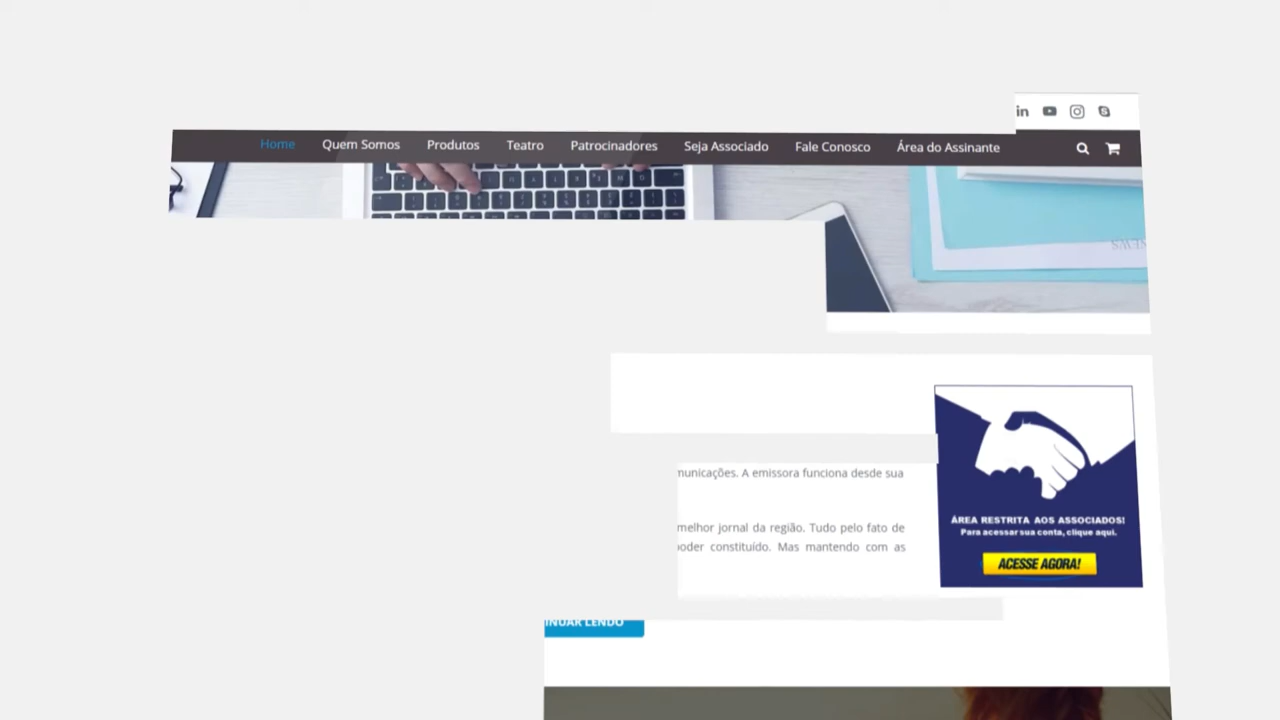 in
Home Quem Somos Produtos Teatro Patrocinadores Seja Associado Fale Conosco Área do Assinante
NEWS
municações. A emissora funciona desde sua
melhor jornal da região. Tudo pelo fato de
poder constituído. Mas mantendo com as
ÁREA RESTRITA AOS ASSOCIADOS!
Para acessar sua conta, clique aqui.
ACESSE AGORA!
INUAR LENDO